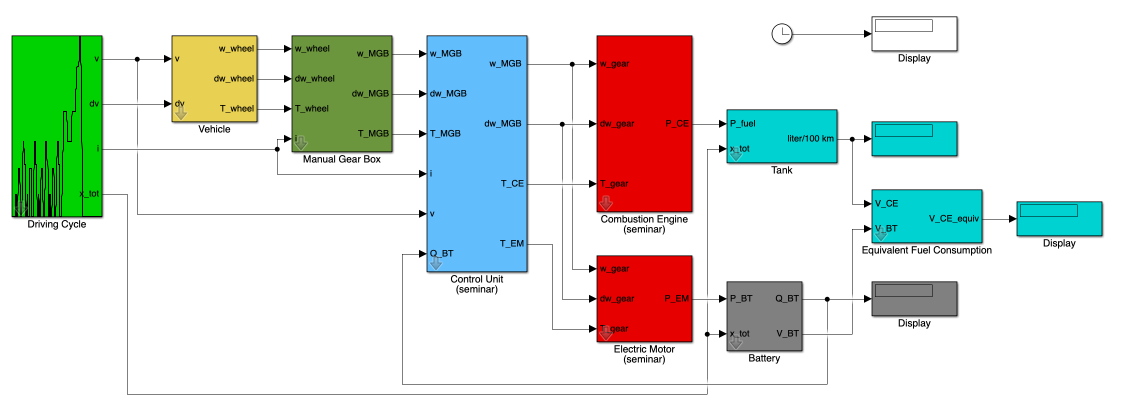 v
dv
i
x_tot
Driving Cycle
v
dv
w_wheel
dw_wheel
T_wheel
Vehicle
w_wheel
dw_wheel
T_wheel
i
w_MGB
dw_MGB
T_MGB
Manual Gear Box
w_MGB
dw_MGB
T_MGB
i
v
Q_BT
w_MGB
dw_MGB
T_CE
T_EM
Control Unit
(seminar)
w_gear
dw_gear
T_gear
P_CE
Combustion Engine
(seminar)
w_gear
dw_gear
T_gear
P_EM
Electric Motor
(seminar)
P_fuel
x_tot
liter/100 km
Tank
P_BT
x_tot
Q_BT
V_BT
Battery
Display
V_CE
V_BT
V_CE_equiv
Equivalent Fuel Consumption
Display
Display